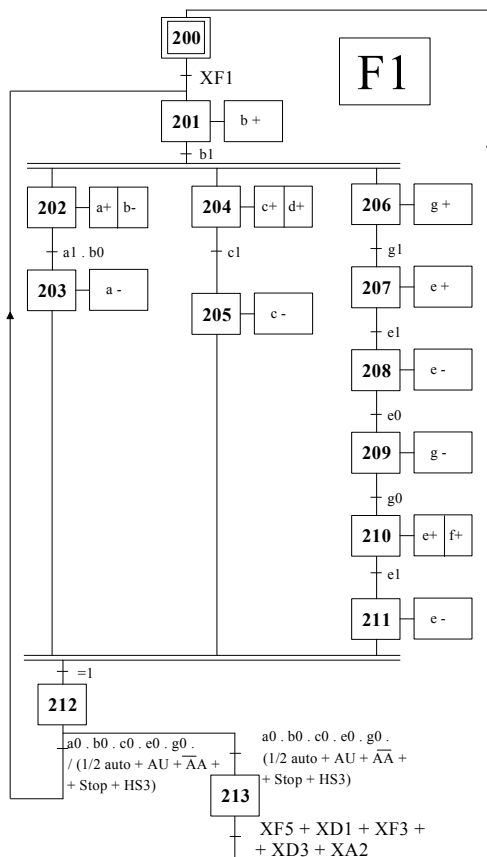 200
XF1
F1
201
b +
b1
202
a+ b-
204
c+ d+
206
g +
a1 . b0
c1
g1
203
a -
205
c -
207
e +
e1
208
e -
e0
209
g -
g0
210
e+ f+
e1
211
e -
=1
212
a0 . b0 . c0 . e0 . g0 .
/ (1/2 auto + AU + A̅A̅ +
+ Stop + HS3)
a0 . b0 . c0 . e0 . g0 .
(1/2 auto + AU + A̅A̅ +
+ Stop + HS3)
213
XF5 + XD1 + XF3 +
+ XD3 + XA2